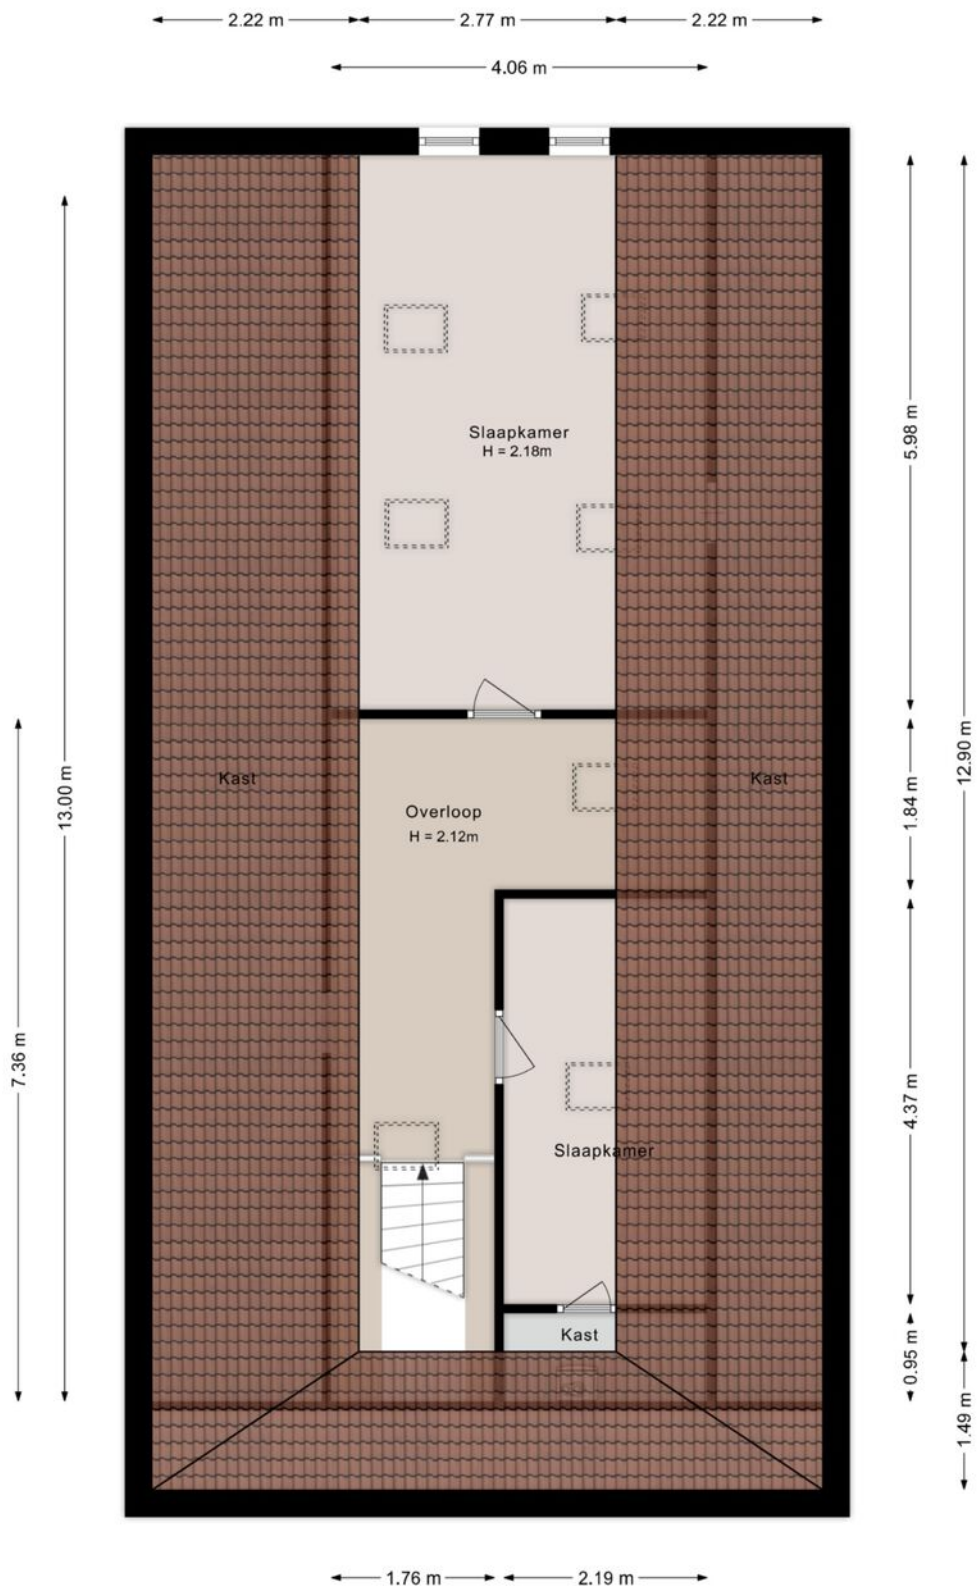 2.22 m
2.77 m
2.22 m
4.06 m
Slaapkamer
H = 2.18m
5.98 m
13.00 m
12.90 m
Kast
Kast
Overloop
H = 2.12m
1.84 m
7.36 m
4.37 m
Slaapkamer
Kast
0.95 m
1.49 m
1.76 m
2.19 m